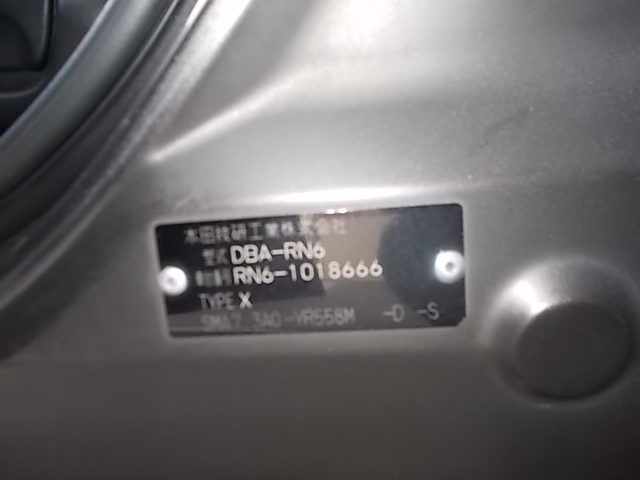 本田技研工業株式会社
型式 DBA-RN6
車台番号 RN6-1018666
TYPE X
SMA7 3A0-YR558M -D -S